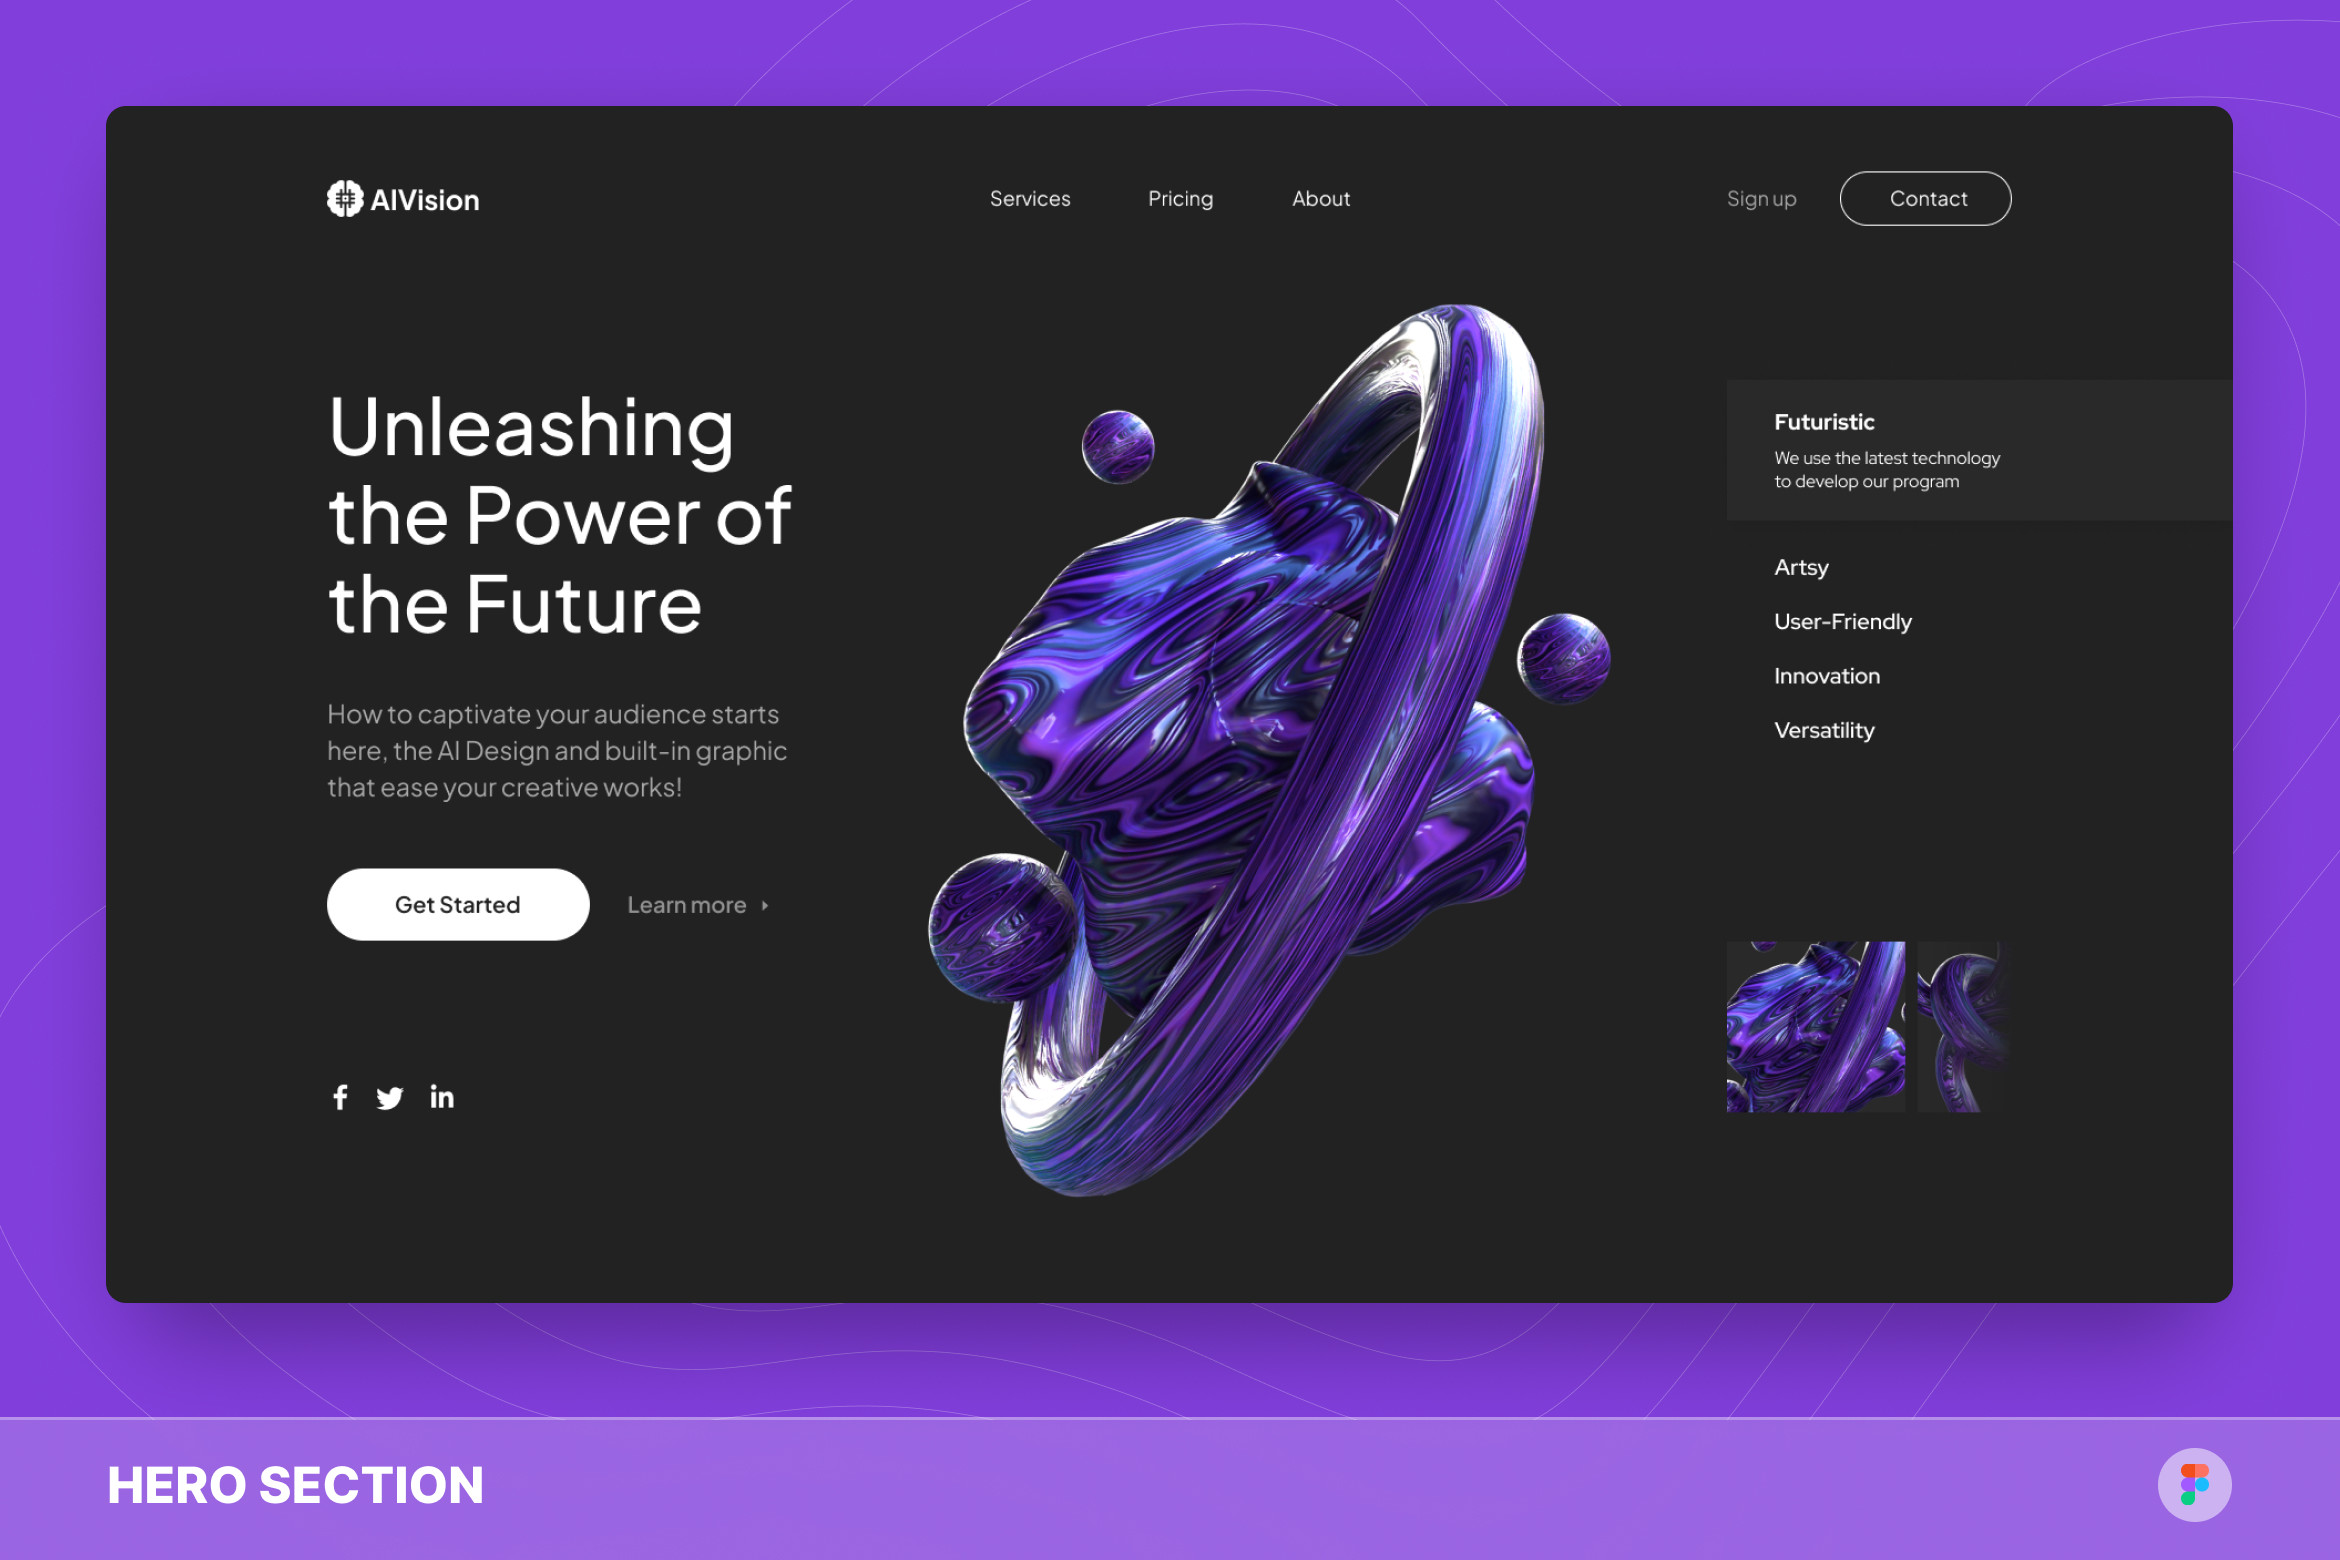 AIVision
Services
Pricing
About
Sign up
Contact
Unleashing
the Power of
the Future
How to captivate your audience starts
here, the AI Design and built-in graphic
that ease your creative works!
Get Started
Learn more
Futuristic
We use the latest technology
to develop our program
Artsy
User-Friendly
Innovation
Versatility
HERO SECTION